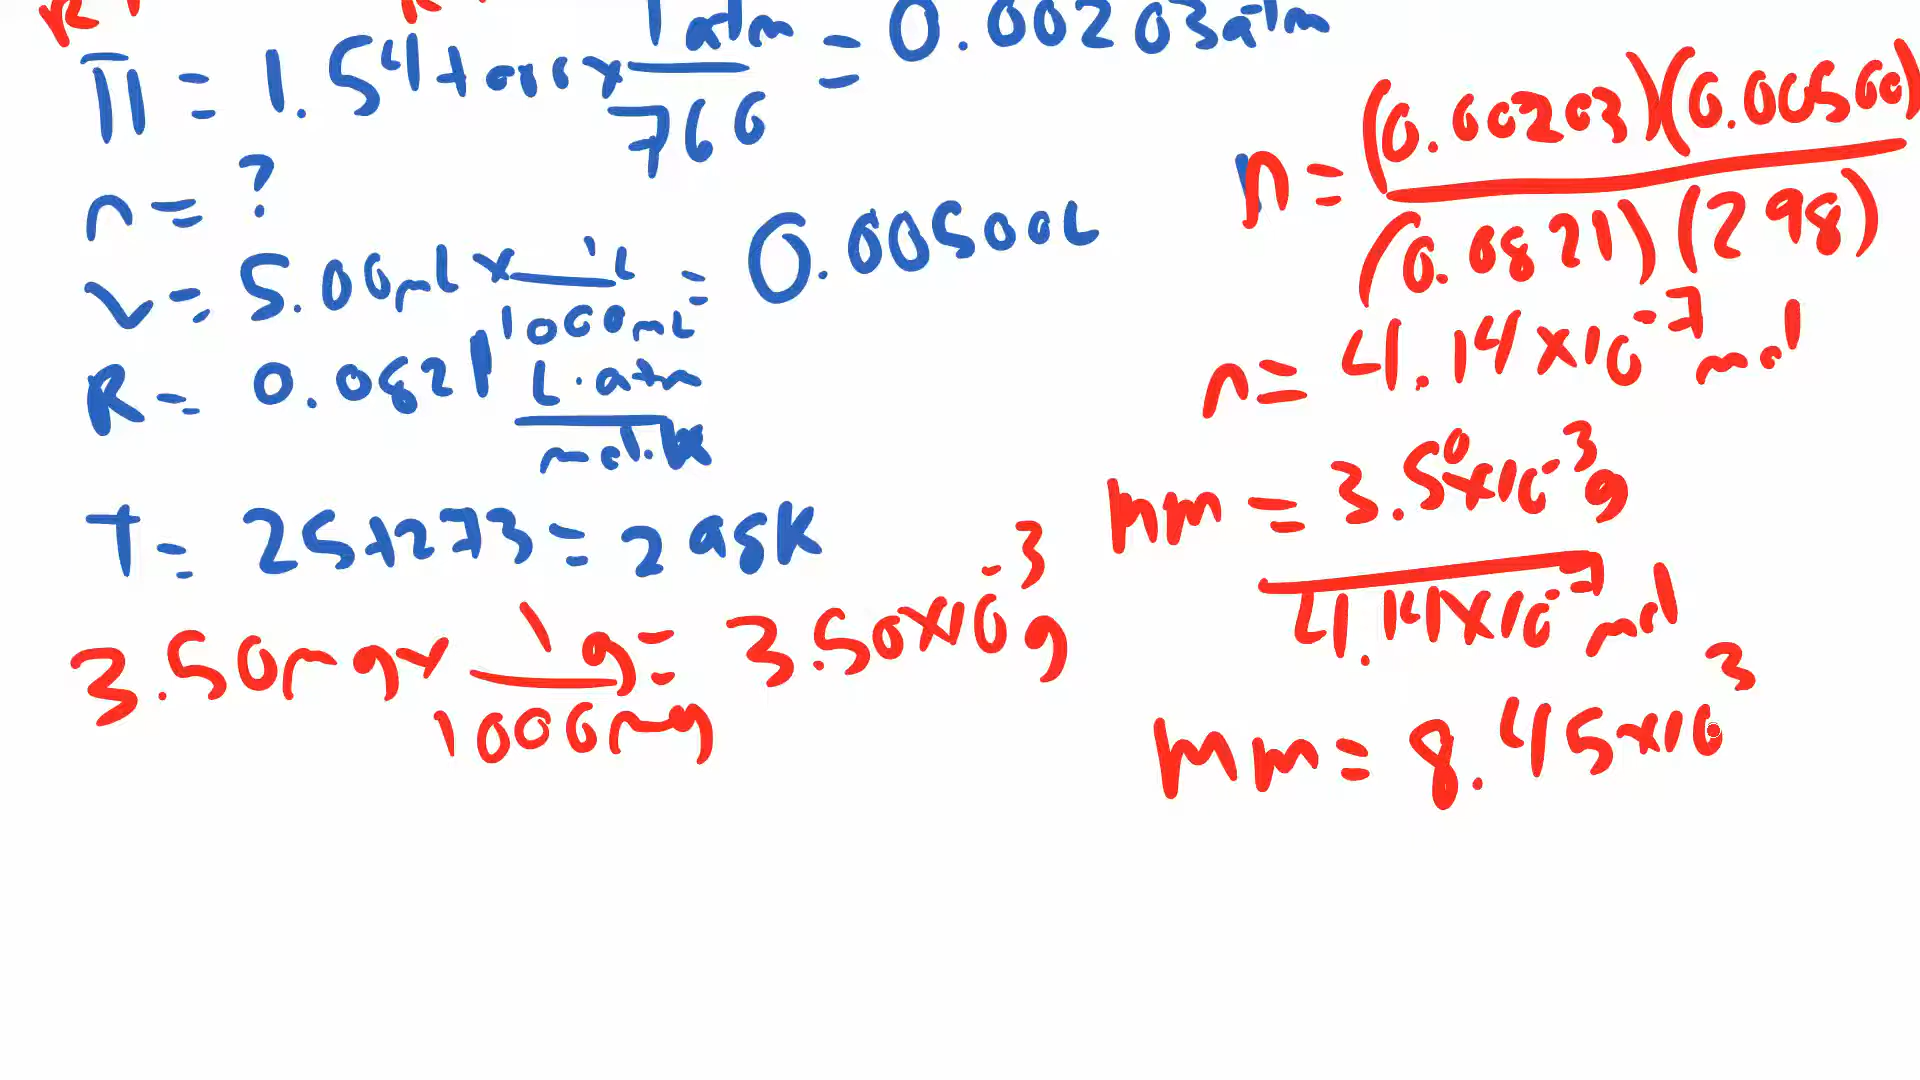 Π = 1.54 torr x 1 atm / 760 = 0.00203 atm
n = ?
V = 5.00 mL x 1 L / 1000 mL = 0.00500 L
R = 0.0821 L·atm / mol·K
T = 25+273 = 298K
3.50 mg x 1 g / 1000 mg = 3.50x10⁻³ g
n = (0.00203)(0.00500) / (0.0821)(298)
n = 4.14x10⁻⁷ mol
mm = 3.50x10⁻³ g / 4.14x10⁻⁷ mol
mm = 8.45x10³